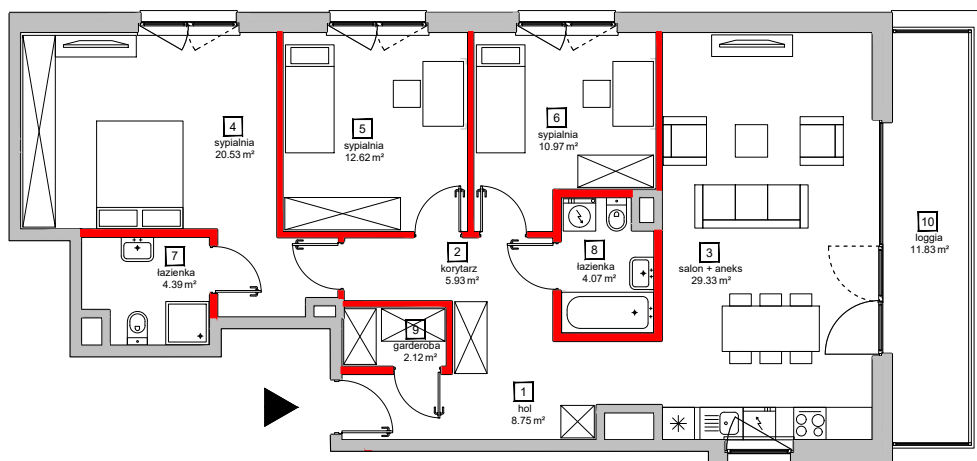 4
sypialnia
20.53 m²
5
sypialnia
12.62 m²
6
sypialnia
10.97 m²
7
łazienka
4.39 m²
2
korytarz
5.93 m²
8
łazienka
4.07 m²
3
salon + aneks
29.33 m²
10
loggia
11.83 m²
9
garderoba
2.12 m²
1
hol
8.75 m²